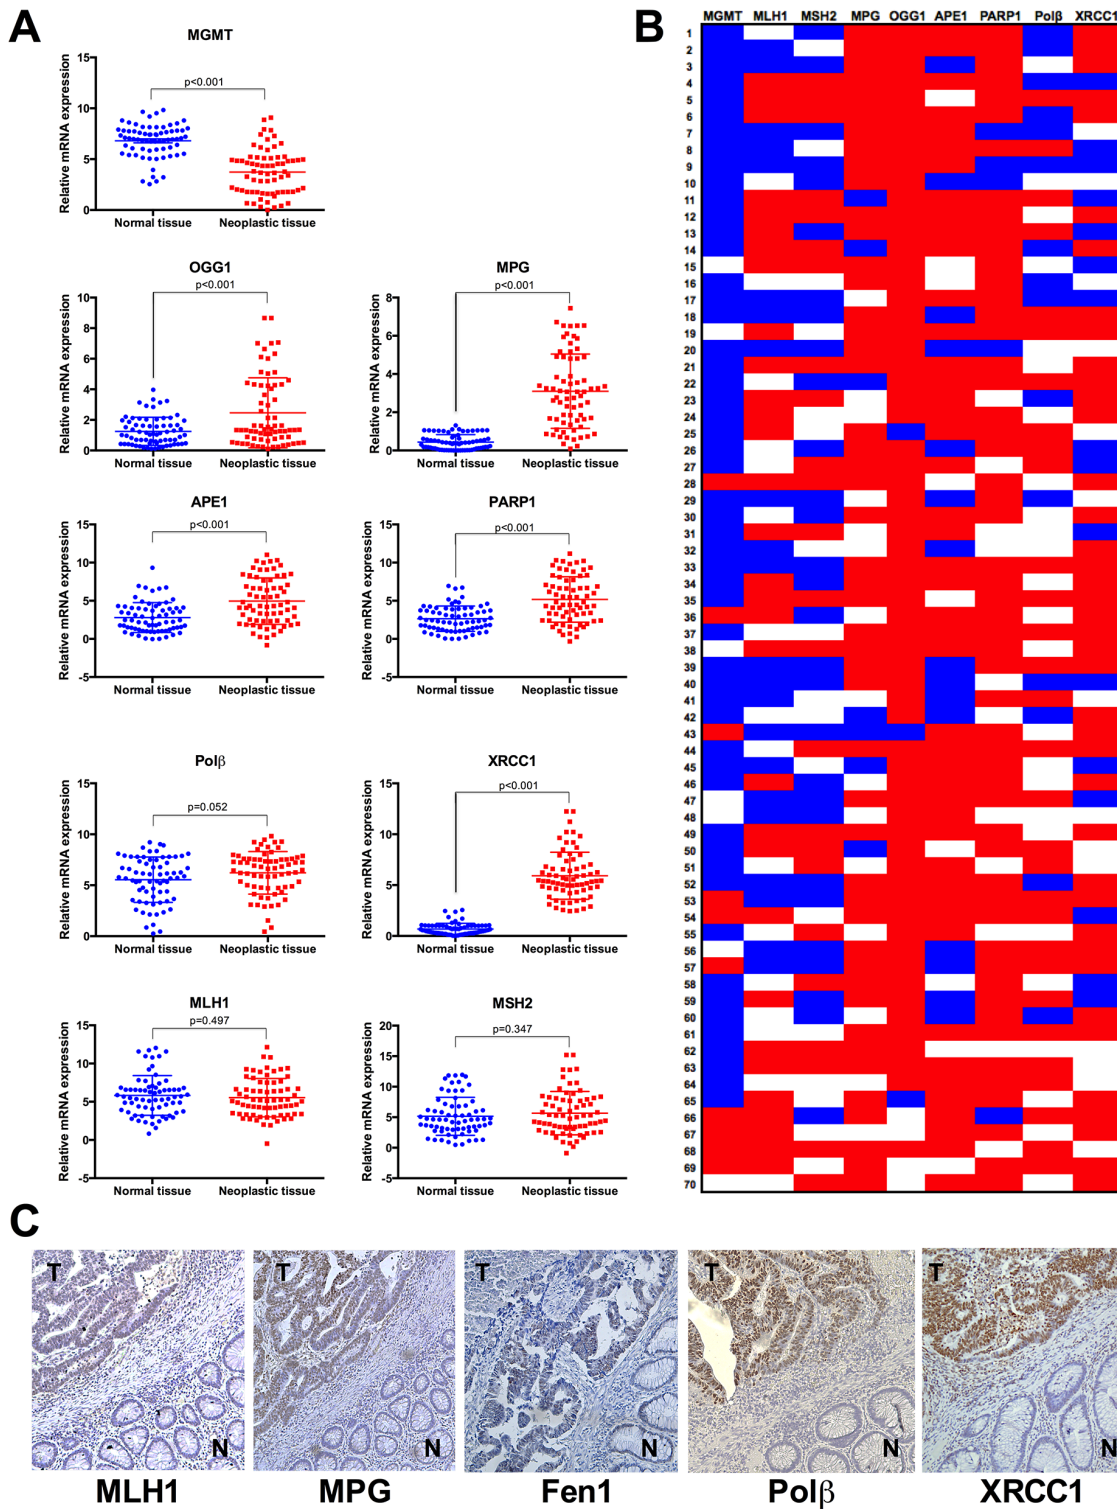 A
MGMT
Relative mRNA expression
15
10
5
0
p<0.001
Normal tissue
Neoplastic tissue
OGG1
Relative mRNA expression
10
8
6
4
2
0
p<0.001
Normal tissue
Neoplastic tissue
MPG
Relative mRNA expression
8
6
4
2
0
p<0.001
Normal tissue
Neoplastic tissue
APE1
Relative mRNA expression
15
10
5
0
-5
p<0.001
Normal tissue
Neoplastic tissue
PARP1
Relative mRNA expression
15
10
5
0
-5
p<0.001
Normal tissue
Neoplastic tissue
Polβ
Relative mRNA expression
15
10
5
0
p=0.052
Normal tissue
Neoplastic tissue
XRCC1
Relative mRNA expression
15
10
5
0
p<0.001
Normal tissue
Neoplastic tissue
MLH1
Relative mRNA expression
15
10
5
0
-5
p=0.497
Normal tissue
Neoplastic tissue
MSH2
Relative mRNA expression
20
15
10
5
0
-5
p=0.347
Normal tissue
Neoplastic tissue
B
MGMT MLH1 MSH2 MPG OGG1 APE1 PARP1 Polβ XRCC1
1
2
3
4
5
6
7
8
9
10
11
12
13
14
15
16
17
18
19
20
21
22
23
24
25
26
27
28
29
30
31
32
33
34
35
36
37
38
39
40
41
42
43
44
45
46
47
48
49
50
51
52
53
54
55
56
57
58
59
60
61
62
63
64
65
66
67
68
69
70
C
T
N
MLH1
T
N
MPG
T
N
Fen1
T
N
Polβ
T
N
XRCC1